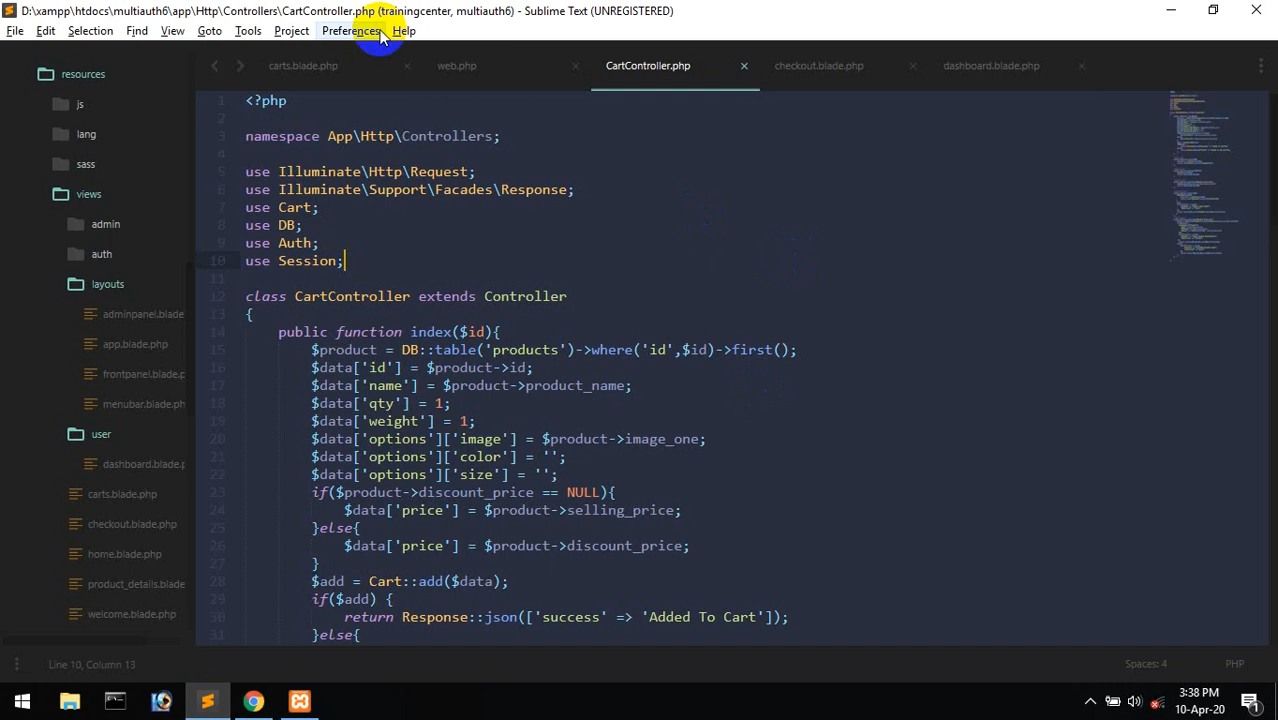 D:\xampp\htdocs\multiauth6\app\Http\Controllers\CartController.php (trainingcenter, multiauth6) - Sublime Text (UNREGISTERED)
File Edit Selection Find View Goto Tools Project Preferences Help
resources
js
lang
sass
views
admin
auth
layouts
adminpanel.blade
app.blade.php
frontpanel.blade.p
menubar.blade.ph
user
dashboard.blade.p
carts.blade.php
checkout.blade.php
home.blade.php
product_details.blade
welcome.blade.php
carts.blade.php × web.php × CartController.php × checkout.blade.php × dashboard.blade.php ×
1 <?php
2
3 namespace App\Http\Controllers;
4
5 use Illuminate\Http\Request;
6 use Illuminate\Support\Facades\Response;
7 use Cart;
8 use DB;
9 use Auth;
10 use Session;
11
12 class CartController extends Controller
13 {
14 public function index($id){
15 $product = DB::table('products')->where('id',$id)->first();
16 $data['id'] = $product->id;
17 $data['name'] = $product->product_name;
18 $data['qty'] = 1;
19 $data['weight'] = 1;
20 $data['options']['image'] = $product->image_one;
21 $data['options']['color'] = '';
22 $data['options']['size'] = '';
23 if($product->discount_price == NULL){
24 $data['price'] = $product->selling_price;
25 }else{
26 $data['price'] = $product->discount_price;
27 }
28 $add = Cart::add($data);
29 if($add) {
30 return Response::json(['success' => 'Added To Cart']);
31 }else{
Line 10, Column 13 Spaces: 4 PHP
3:38 PM
10-Apr-20
1